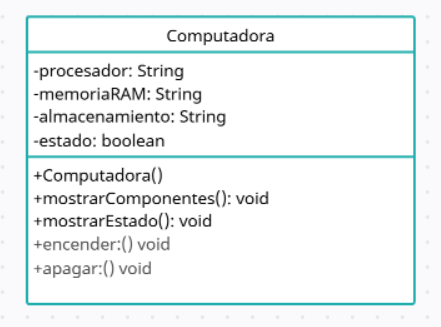 Computadora
-procesador: String
-memoriaRAM: String
-almacenamiento: String
-estado: boolean
+Computadora()
+mostrarComponentes(): void
+mostrarEstado(): void
+encender:() void
+apagar:() void